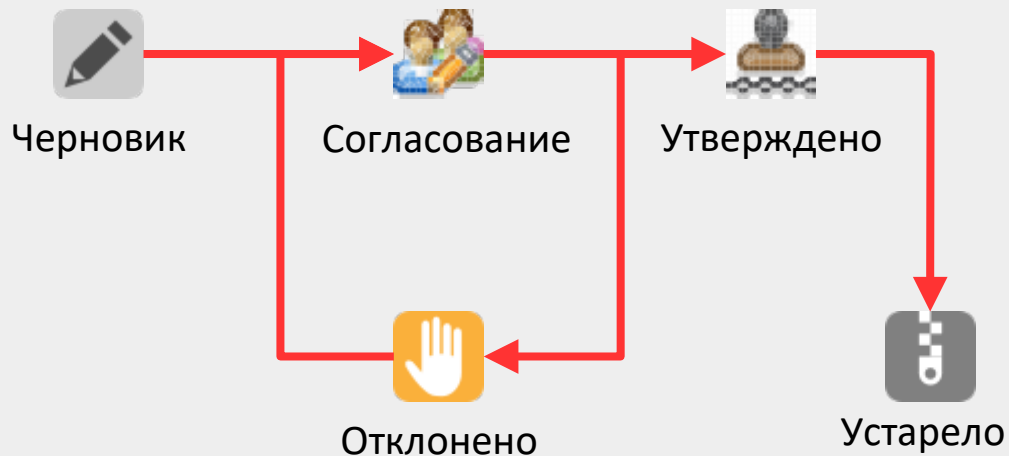 Черновик
Согласование
Утверждено
Отклонено
Устарело